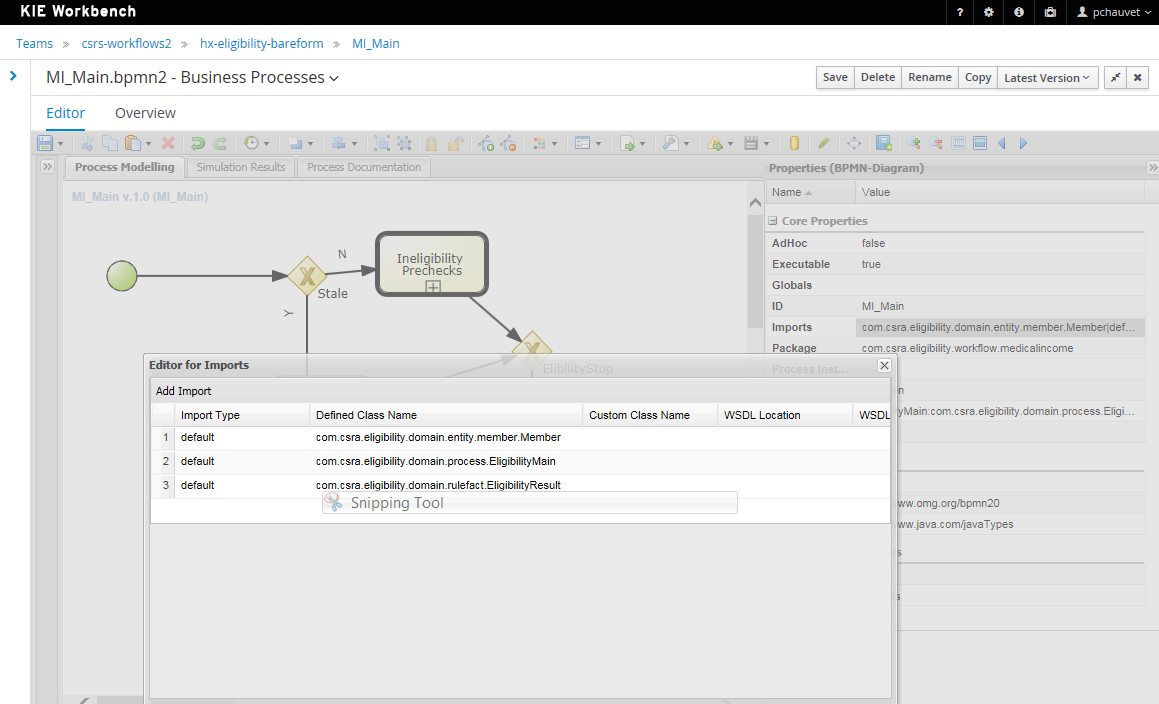 KIE Workbench
? pchauvet
Teams » csrs-workflows2 » hx-eligibility-bareform » MI_Main
MI_Main.bpmn2 - Business Processes
Save Delete Rename Copy Latest Version
Editor Overview
Process Modelling Simulation Results Process Documentation
Properties (BPMN-Diagram)
Name Value
MI_Main v.1.0 (MI_Main)
Core Properties
AdHoc false
Executable true
Globals
ID MI_Main
Imports com.csra.eligibility.domain.entity.member.Member|def...
Package com.csra.eligibility.workflow.medicalincome
Process Inst...
N
Ineligibility
Prechecks
Stale
Y
ElibilityStop
Editor for Imports
Add Import
Import Type Defined Class Name Custom Class Name WSDL Location WSDL
1 default com.csra.eligibility.domain.entity.member.Member
2 default com.csra.eligibility.domain.process.EligibilityMain
3 default com.csra.eligibility.domain.rulefact.EligibilityResult
Snipping Tool
yMain:com.csra.eligibility.domain.process.Eligi...
ww.omg.org/bpmn20
ww.java.com/javaTypes